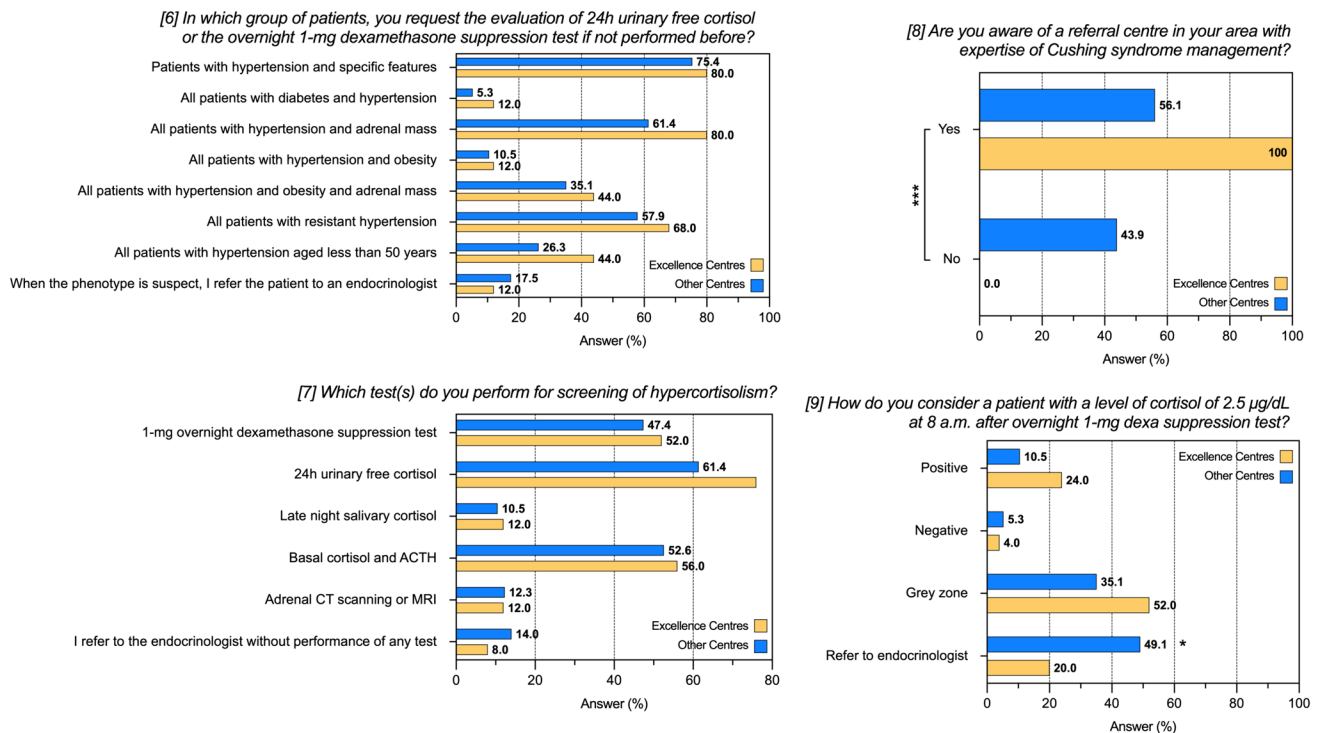 [6] In which group of patients, you request the evaluation of 24h urinary free cortisol
or the overnight 1-mg dexamethasone suppression test if not performed before?
Patients with hypertension and specific features
75.4
80.0
All patients with diabetes and hypertension
5.3
12.0
All patients with hypertension and adrenal mass
61.4
80.0
All patients with hypertension and obesity
10.5
12.0
All patients with hypertension and obesity and adrenal mass
35.1
44.0
All patients with resistant hypertension
57.9
68.0
All patients with hypertension aged less than 50 years
26.3
44.0
When the phenotype is suspect, I refer the patient to an endocrinologist
17.5
12.0
Excellence Centres
Other Centres
0 20 40 60 80 100
Answer (%)
[8] Are you aware of a referral centre in your area with
expertise of Cushing syndrome management?
Yes
56.1
100
***
No
43.9
0.0
Excellence Centres
Other Centres
0 20 40 60 80 100
Answer (%)
[7] Which test(s) do you perform for screening of hypercortisolism?
1-mg overnight dexamethasone suppression test
47.4
52.0
24h urinary free cortisol
61.4
Late night salivary cortisol
10.5
12.0
Basal cortisol and ACTH
52.6
56.0
Adrenal CT scanning or MRI
12.3
12.0
I refer to the endocrinologist without performance of any test
14.0
8.0
Excellence Centres
Other Centres
0 20 40 60 80
Answer (%)
[9] How do you consider a patient with a level of cortisol of 2.5 µg/dL
at 8 a.m. after overnight 1-mg dexa suppression test?
Positive
10.5
24.0
Negative
5.3
4.0
Grey zone
35.1
52.0
Refer to endocrinologist
49.1 *
20.0
Excellence Centres
Other Centres
0 20 40 60 80 100
Answer (%)